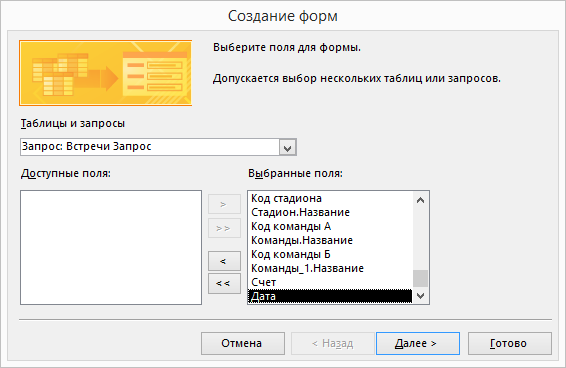 Создание форм
Выберите поля для формы.
Допускается выбор нескольких таблиц или запросов.
Таблицы и запросы
Запрос: Встречи Запрос
Доступные поля:
Выбранные поля:
>
>>
<
<<
Код стадиона
Стадион.Название
Код команды А
Команды.Название
Код команды Б
Команды_1.Название
Счет
Дата
Отмена
< Назад
Далее >
Готово